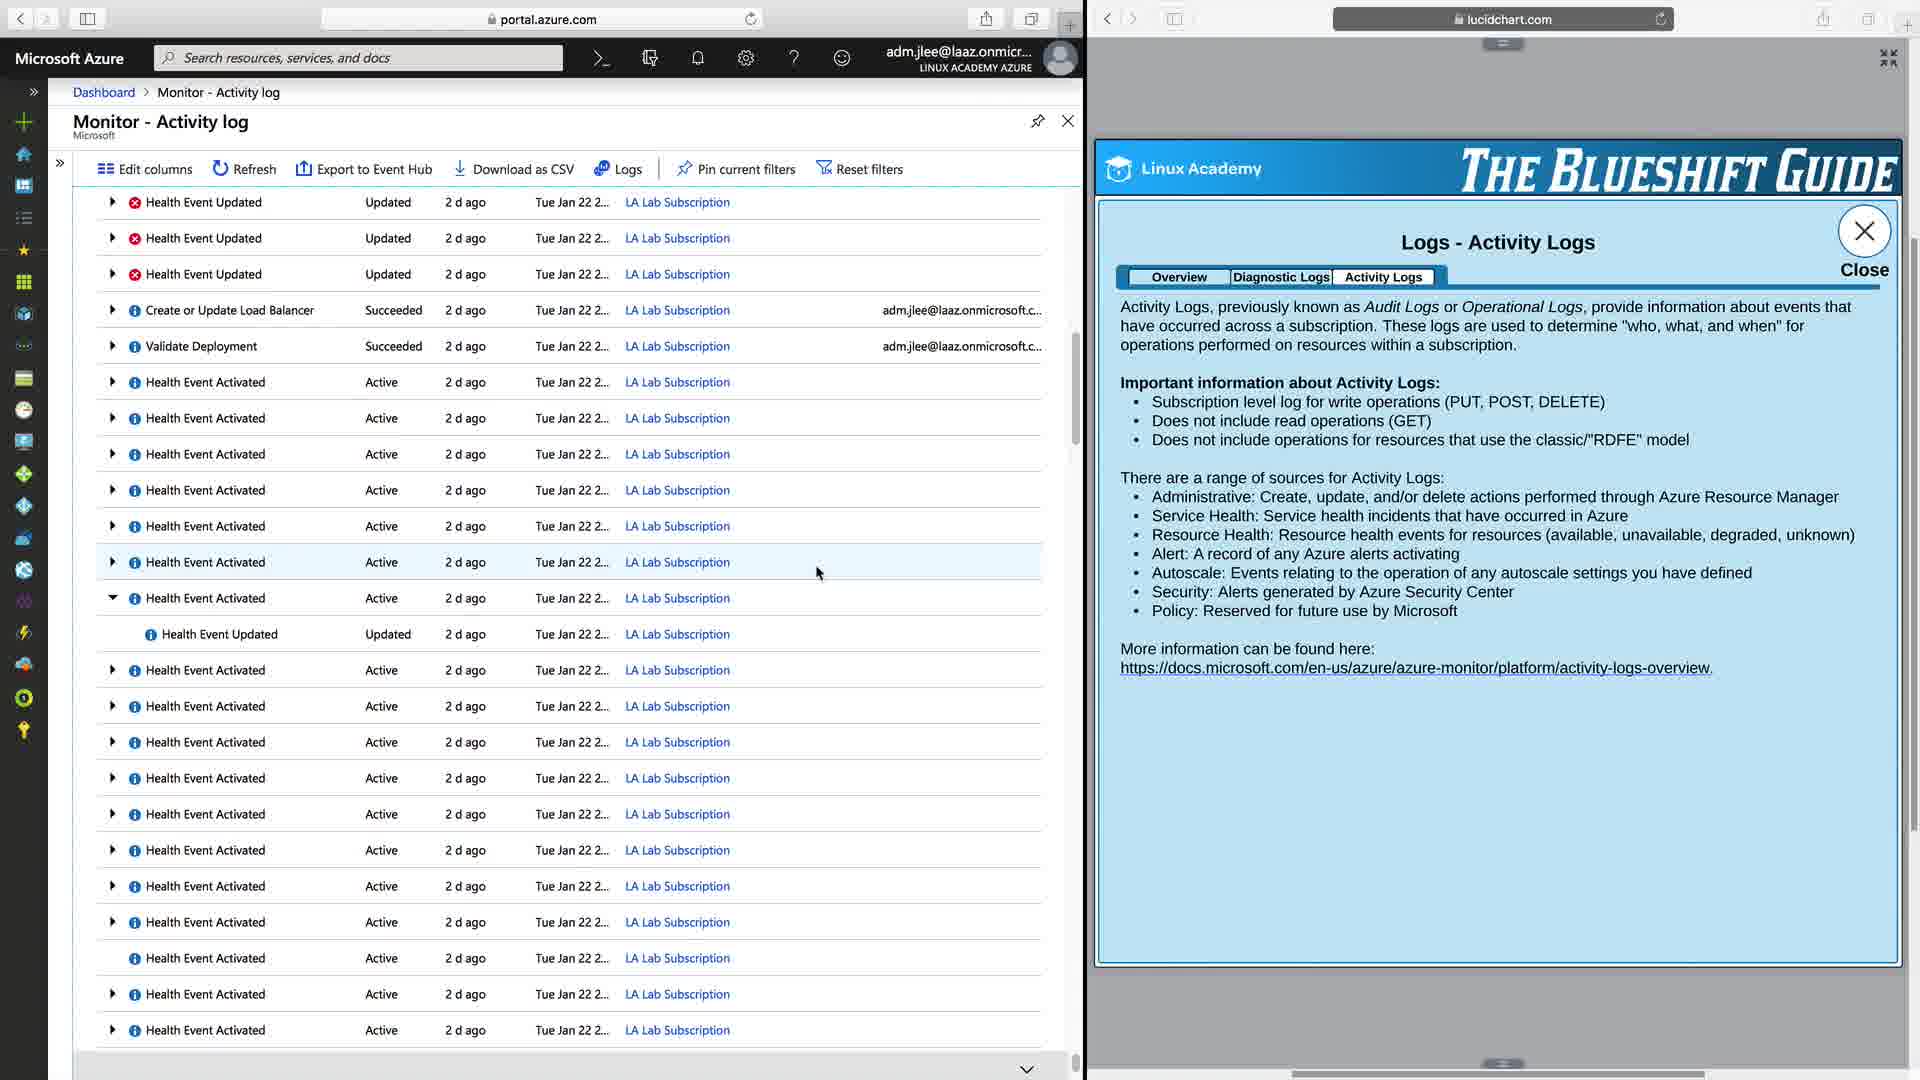 portal.azure.com
lucidchart.com
Microsoft Azure
Search resources, services, and docs
adm.jlee@laaz.onmicr...
LINUX ACADEMY AZURE
Dashboard > Monitor - Activity log
Monitor - Activity log
Microsoft
Edit columns Refresh Export to Event Hub Download as CSV Logs Pin current filters Reset filters
Health Event Updated Updated 2 d ago Tue Jan 22 2... LA Lab Subscription
Health Event Updated Updated 2 d ago Tue Jan 22 2... LA Lab Subscription
Health Event Updated Updated 2 d ago Tue Jan 22 2... LA Lab Subscription
Create or Update Load Balancer Succeeded 2 d ago Tue Jan 22 2... LA Lab Subscription adm.jlee@laaz.onmicrosoft.c...
Validate Deployment Succeeded 2 d ago Tue Jan 22 2... LA Lab Subscription adm.jlee@laaz.onmicrosoft.c...
Health Event Activated Active 2 d ago Tue Jan 22 2... LA Lab Subscription
Health Event Activated Active 2 d ago Tue Jan 22 2... LA Lab Subscription
Health Event Activated Active 2 d ago Tue Jan 22 2... LA Lab Subscription
Health Event Activated Active 2 d ago Tue Jan 22 2... LA Lab Subscription
Health Event Activated Active 2 d ago Tue Jan 22 2... LA Lab Subscription
Health Event Activated Active 2 d ago Tue Jan 22 2... LA Lab Subscription
Health Event Activated Active 2 d ago Tue Jan 22 2... LA Lab Subscription
Health Event Updated Updated 2 d ago Tue Jan 22 2... LA Lab Subscription
Health Event Activated Active 2 d ago Tue Jan 22 2... LA Lab Subscription
Health Event Activated Active 2 d ago Tue Jan 22 2... LA Lab Subscription
Health Event Activated Active 2 d ago Tue Jan 22 2... LA Lab Subscription
Health Event Activated Active 2 d ago Tue Jan 22 2... LA Lab Subscription
Health Event Activated Active 2 d ago Tue Jan 22 2... LA Lab Subscription
Health Event Activated Active 2 d ago Tue Jan 22 2... LA Lab Subscription
Health Event Activated Active 2 d ago Tue Jan 22 2... LA Lab Subscription
Health Event Activated Active 2 d ago Tue Jan 22 2... LA Lab Subscription
Health Event Activated Active 2 d ago Tue Jan 22 2... LA Lab Subscription
Health Event Activated Active 2 d ago Tue Jan 22 2... LA Lab Subscription
Health Event Activated Active 2 d ago Tue Jan 22 2... LA Lab Subscription
Linux Academy
THE BLUESHIFT GUIDE
Logs - Activity Logs
Close
Overview Diagnostic Logs Activity Logs
Activity Logs, previously known as Audit Logs or Operational Logs, provide information about events that
have occurred across a subscription. These logs are used to determine "who, what, and when" for
operations performed on resources within a subscription.
Important information about Activity Logs:
• Subscription level log for write operations (PUT, POST, DELETE)
• Does not include read operations (GET)
• Does not include operations for resources that use the classic/"RDFE" model
There are a range of sources for Activity Logs:
• Administrative: Create, update, and/or delete actions performed through Azure Resource Manager
• Service Health: Service health incidents that have occurred in Azure
• Resource Health: Resource health events for resources (available, unavailable, degraded, unknown)
• Alert: A record of any Azure alerts activating
• Autoscale: Events relating to the operation of any autoscale settings you have defined
• Security: Alerts generated by Azure Security Center
• Policy: Reserved for future use by Microsoft
More information can be found here:
https://docs.microsoft.com/en-us/azure/azure-monitor/platform/activity-logs-overview.